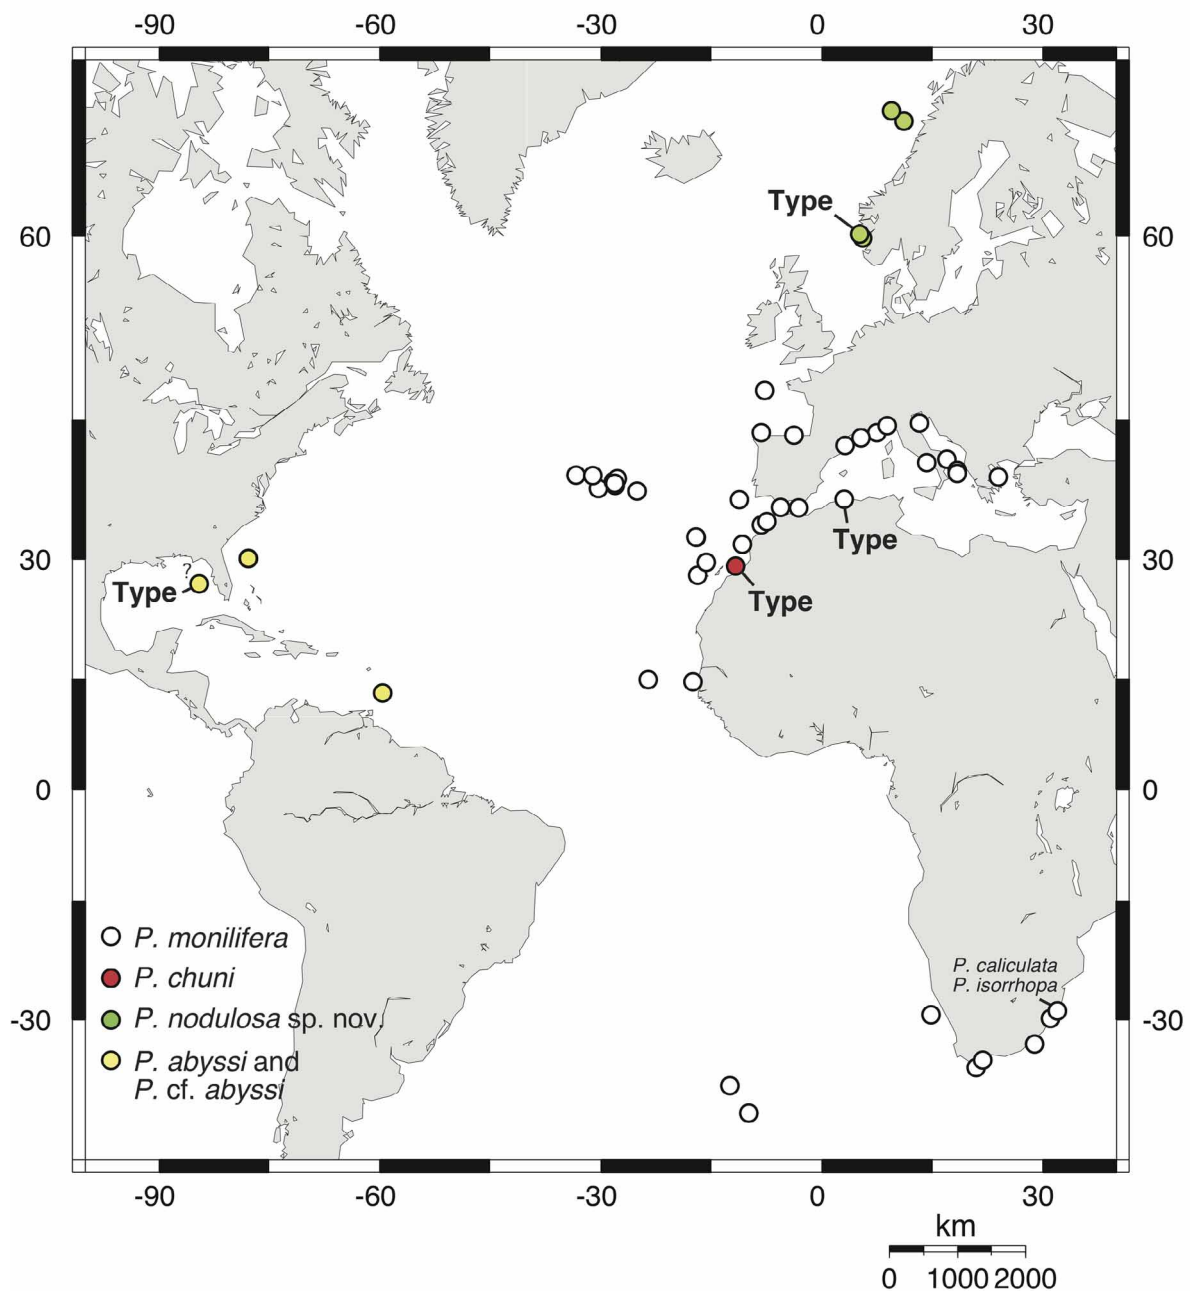 -90 -60 -30 0 30
Type
60 60
Type
30 30
?
Type
Type
0 0
P. monilifera
P. caliculata
P. chuni
P. isorrhopa
-30 -30
P. nodulosa sp. nov.
P. abyssi and
P. cf. abyssi
-90 -60 -30 0 30
km
0 1000 2000